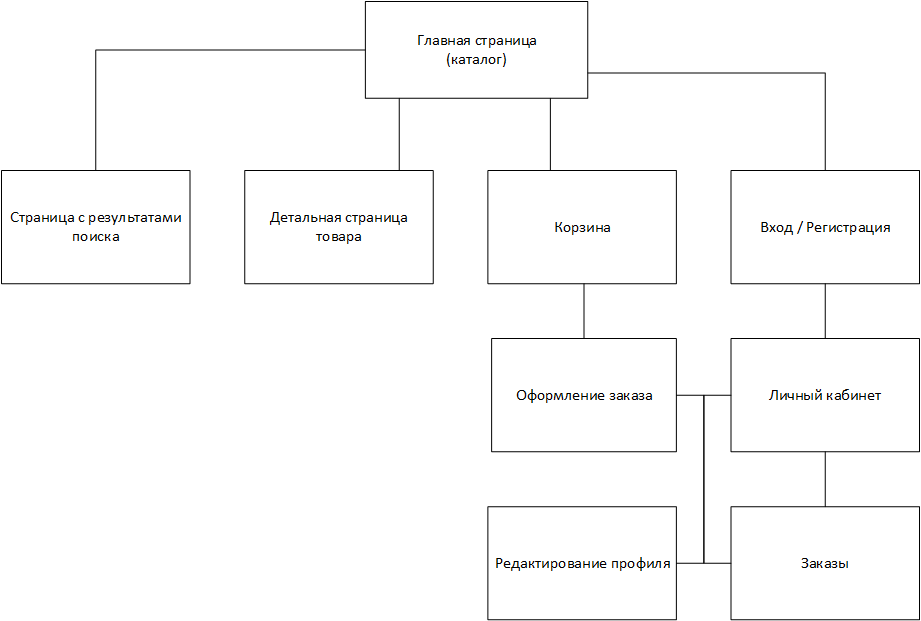 Главная страница
(каталог)
Страница с результатами
поиска
Детальная страница
товара
Корзина
Вход / Регистрация
Оформление заказа
Личный кабинет
Редактирование профиля
Заказы